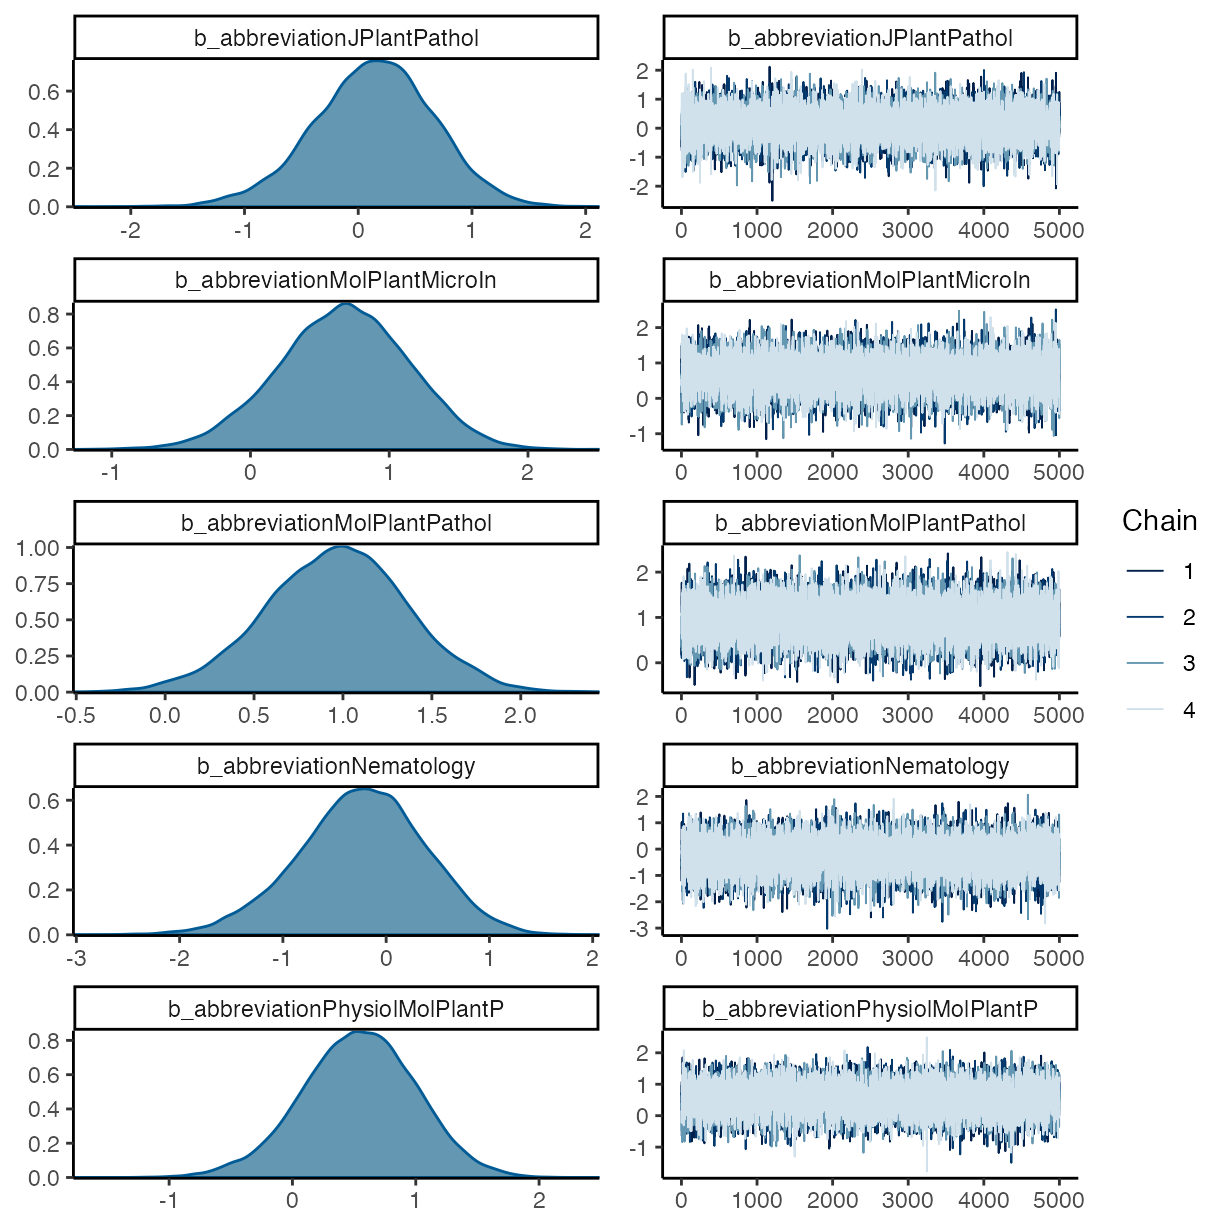 b_abbreviationJPlantPathol
b_abbreviationJPlantPathol
0.6
0.4
0.2
0.0
-2 -1 0 1 2
2
1
0
-1
-2
0 1000 2000 3000 4000 5000
b_abbreviationMolPlantMicroIn
b_abbreviationMolPlantMicroIn
0.8
0.6
0.4
0.2
0.0
-1 0 1 2
2
1
0
-1
0 1000 2000 3000 4000 5000
b_abbreviationMolPlantPathol
b_abbreviationMolPlantPathol
1.00
0.75
0.50
0.25
0.00
-0.5 0.0 0.5 1.0 1.5 2.0
2
1
0
0 1000 2000 3000 4000 5000
b_abbreviationNematology
b_abbreviationNematology
0.6
0.4
0.2
0.0
-3 -2 -1 0 1 2
2
1
0
-1
-2
-3
0 1000 2000 3000 4000 5000
b_abbreviationPhysiolMolPlantP
b_abbreviationPhysiolMolPlantP
0.8
0.6
0.4
0.2
0.0
-1 0 1 2
2
1
0
-1
0 1000 2000 3000 4000 5000
Chain
1
2
3
4